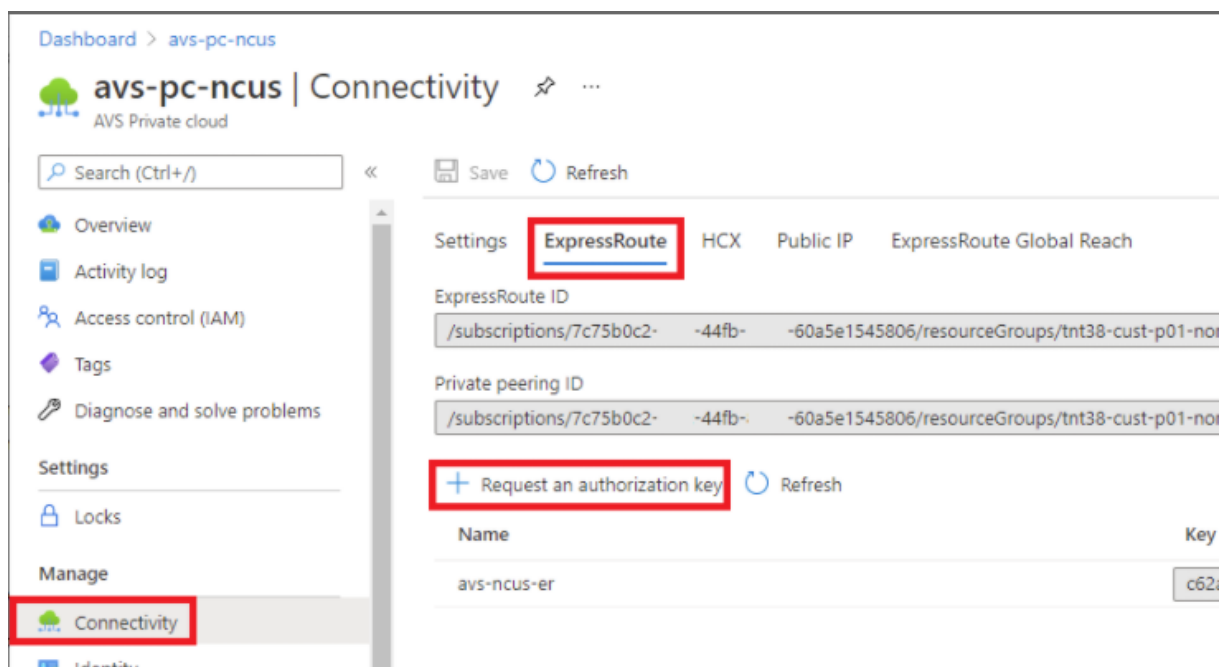 Dashboard > avs-pc-ncus
avs-pc-ncus | Connectivity ...
AVS Private cloud
Search (Ctrl+/) «
Overview
Activity log
Access control (IAM)
Tags
Diagnose and solve problems
Settings
Locks
Manage
Connectivity
Identity
Save Refresh
Settings ExpressRoute HCX Public IP ExpressRoute Global Reach
ExpressRoute ID
/subscriptions/7c75b0c2- -44fb- -60a5e1545806/resourceGroups/tnt38-cust-p01-nor
Private peering ID
/subscriptions/7c75b0c2- -44fb- -60a5e1545806/resourceGroups/tnt38-cust-p01-nor
+ Request an authorization key Refresh
Name Key
avs-ncus-er c62a